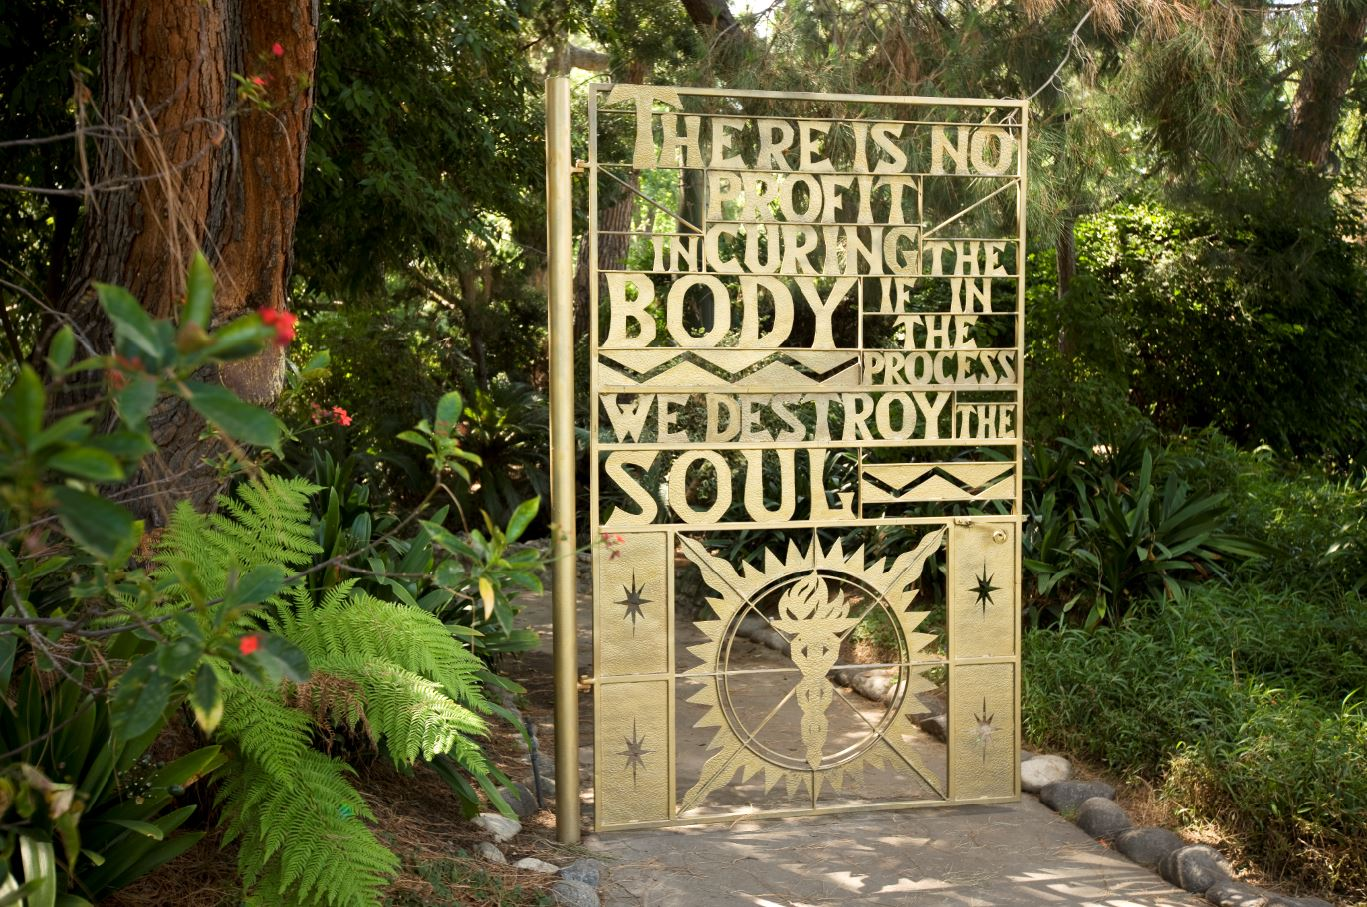 THERE IS NO
PROFIT
IN CURING THE
BODY IF IN
THE
PROCESS
WE DESTROY THE
SOUL